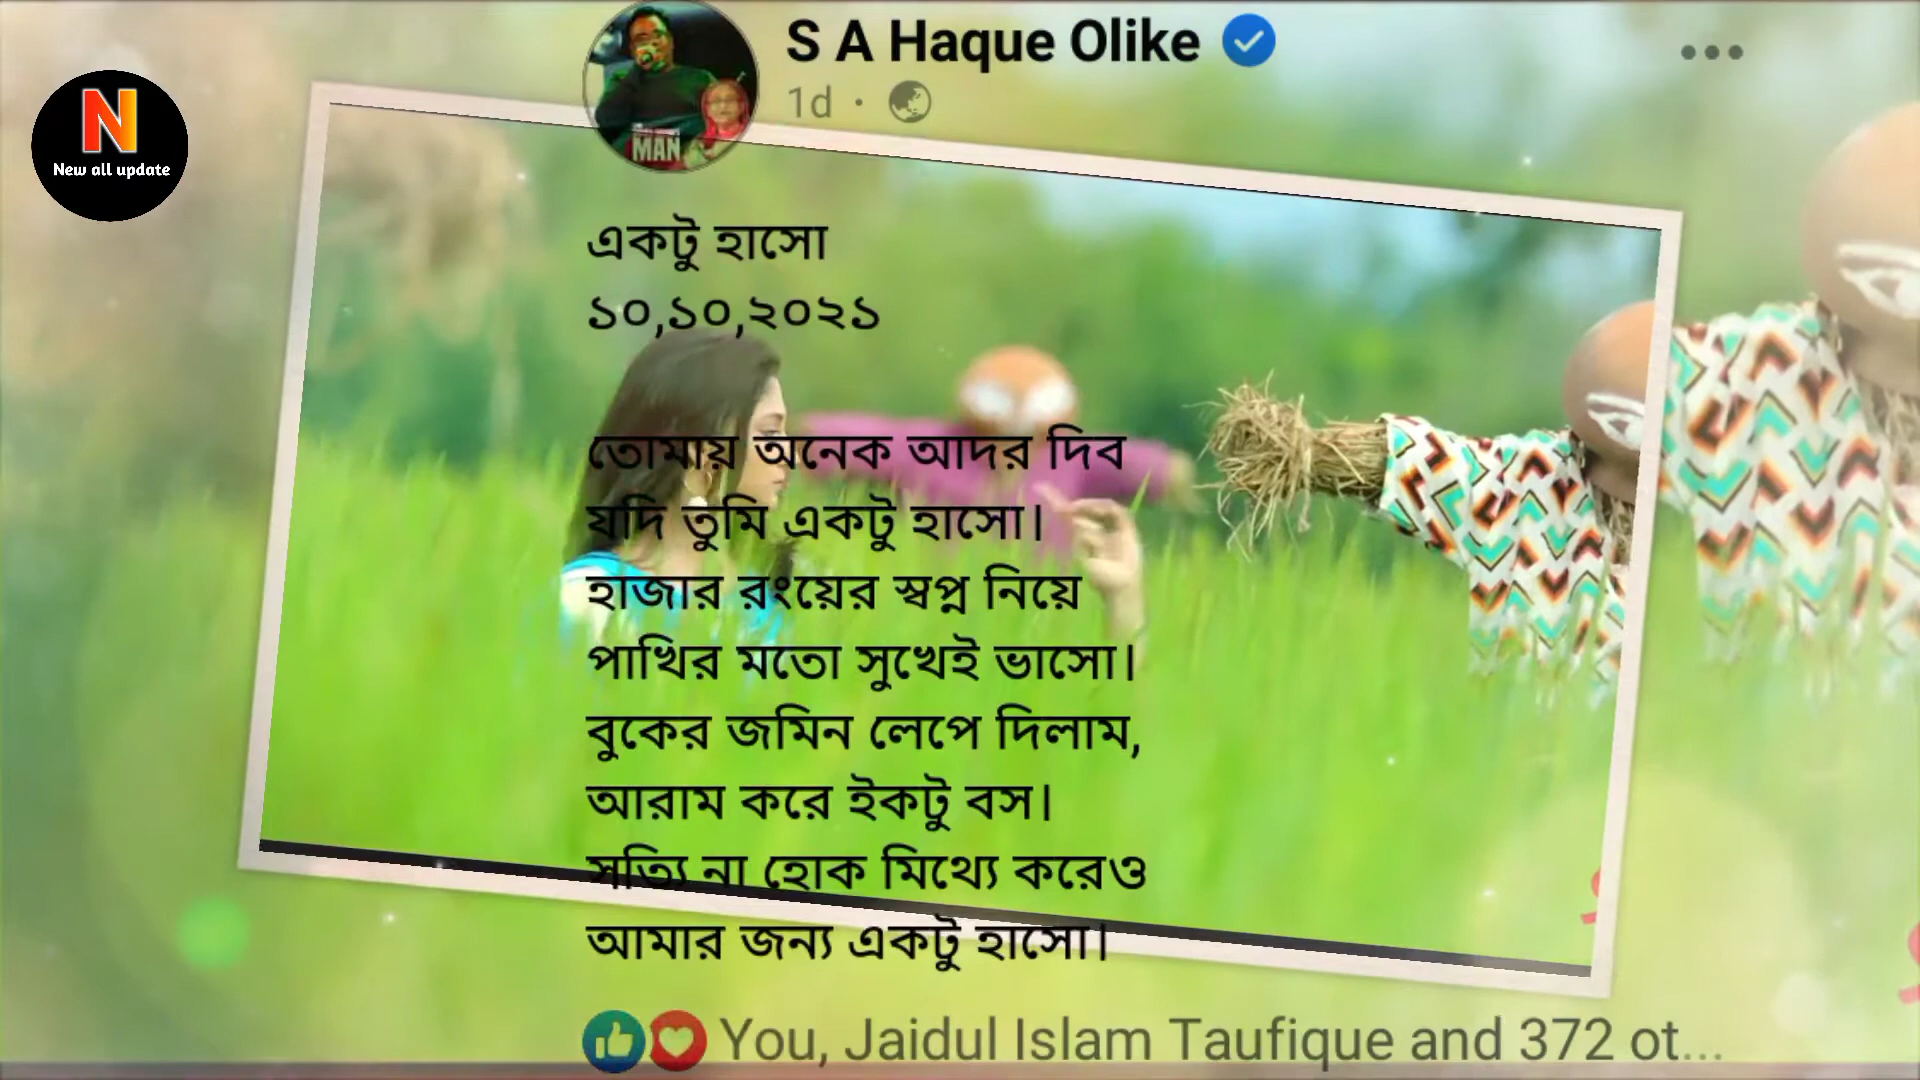 S A Haque Olike
1d
N
New all update
MAN
একটু হাসো
১০,১০,২০২১
তোমায় অনেক আদর দিব
যদি তুমি একটু হাসো।
হাজার রংয়ের স্বপ্ন নিয়ে
পাখির মতো সুখেই ভাসো।
বুকের জমিন লেপে দিলাম,
আরাম করে ইকটু বস।
সত্যি না হোক মিথ্যে করেও
আমার জন্য একটু হাসো।
You, Jaidul Islam Taufique and 372 ot...